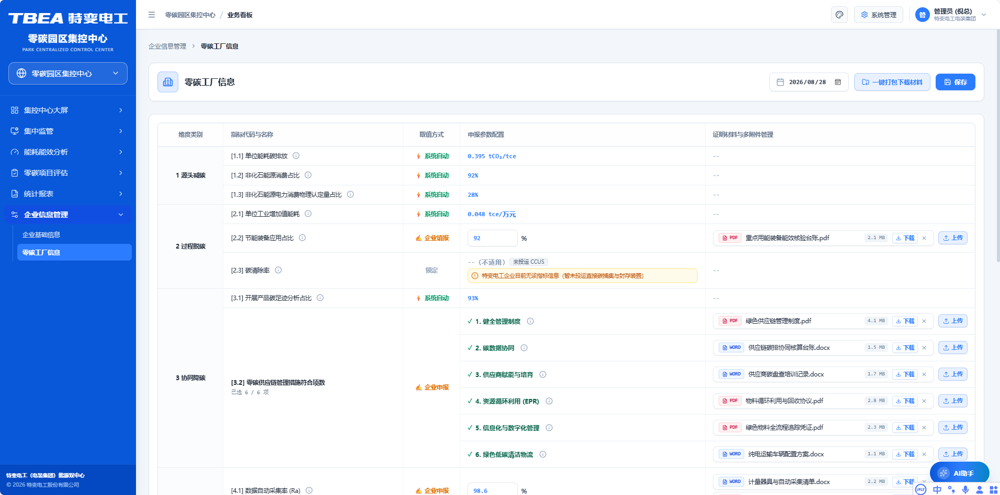 TBEA 特变电工
零碳园区集控中心
PARK CENTRALIZED CONTROL CENTER
零碳园区集控中心
集控中心大屏
集中监管
能耗能效分析
零碳项目评估
统计报表
企业信息管理
企业基础信息
零碳工厂信息
特变电工（电装集团）能源双中心
© 2026 特变电工股份有限公司
零碳园区集控中心 / 业务看板
系统管理
管 管理员 (倪总)
特变电工电装集团
企业信息管理 > 零碳工厂信息
零碳工厂信息
2026/08/28
一键打包下载材料
保存
维度类别 指标代码与名称 取值方式 申报参数配置 证明材料与多附件管理
1 源头减碳
[1.1] 单位能耗碳排放 系统自动 0.395 tCO₂/tce --
[1.2] 非化石能源消费占比 系统自动 92% --
[1.3] 非化石能源电力消费物理认定量占比 系统自动 28% --
2 过程脱碳
[2.1] 单位工业增加值能耗 系统自动 0.048 tce/万元 --
[2.2] 节能装备应用占比 企业填报 92 % PDF 重点用能装备能效核验台账.pdf 2.1 MB 下载 × 上传
[2.3] 碳清除率 锁定 -- (不适用) 未投运 CCUS --
特变电工企业目前无该指标信息（暂未投运直接碳捕集与封存装置）
3 协同降碳
[3.1] 开展产品碳足迹分析占比 系统自动 93% --
[3.2] 零碳供应链管理措施符合项数
已选 6 / 6 项
企业申报
✓ 1. 健全管理制度 PDF 绿色供应链管理制度.pdf 4.1 MB 下载 × 上传
✓ 2. 碳数据协同 WORD 供应链碳排协同核算台账.docx 1.5 MB 下载 × 上传
✓ 3. 供应商赋能与培育 WORD 供应商碳盘查培训记录.docx 1.7 MB 下载 × 上传
✓ 4. 资源循环利用 (EPR) PDF 物料循环利用与回收协议.pdf 2.8 MB 下载 × 上传
✓ 5. 信息化与数字化管理 PDF 绿色物料全流程追踪凭证.pdf 2.3 MB 下载 × 上传
✓ 6. 绿色低碳清洁物流 WORD 纯电运输车辆配置方案.docx 1.1 MB 下载 × 上传
[4.1] 数据自动采集率 (Ra) 企业申报 98.6 % WORD 计量器具与自动采集清单.docx 2.2 MB 下载
AI助手
iFLY 中